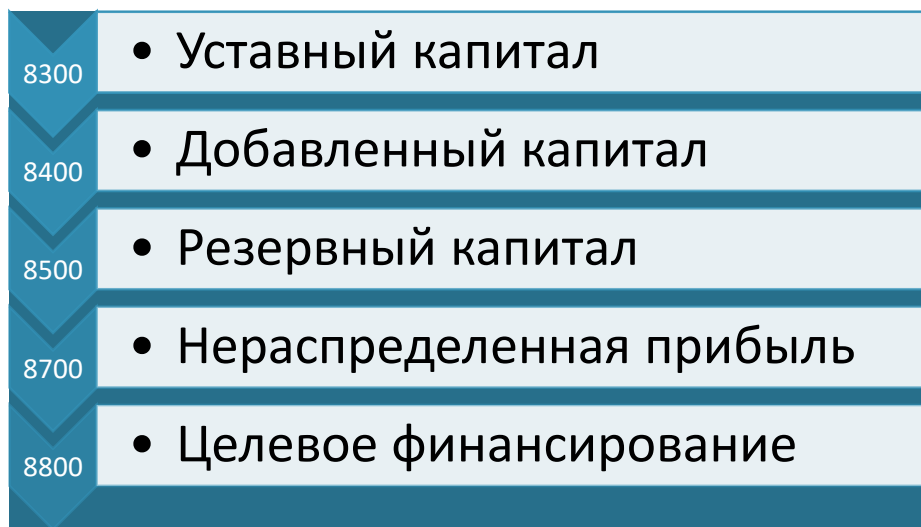 8300
• Уставный капитал
8400
• Добавленный капитал
8500
• Резервный капитал
8700
• Нераспределенная прибыль
8800
• Целевое финансирование